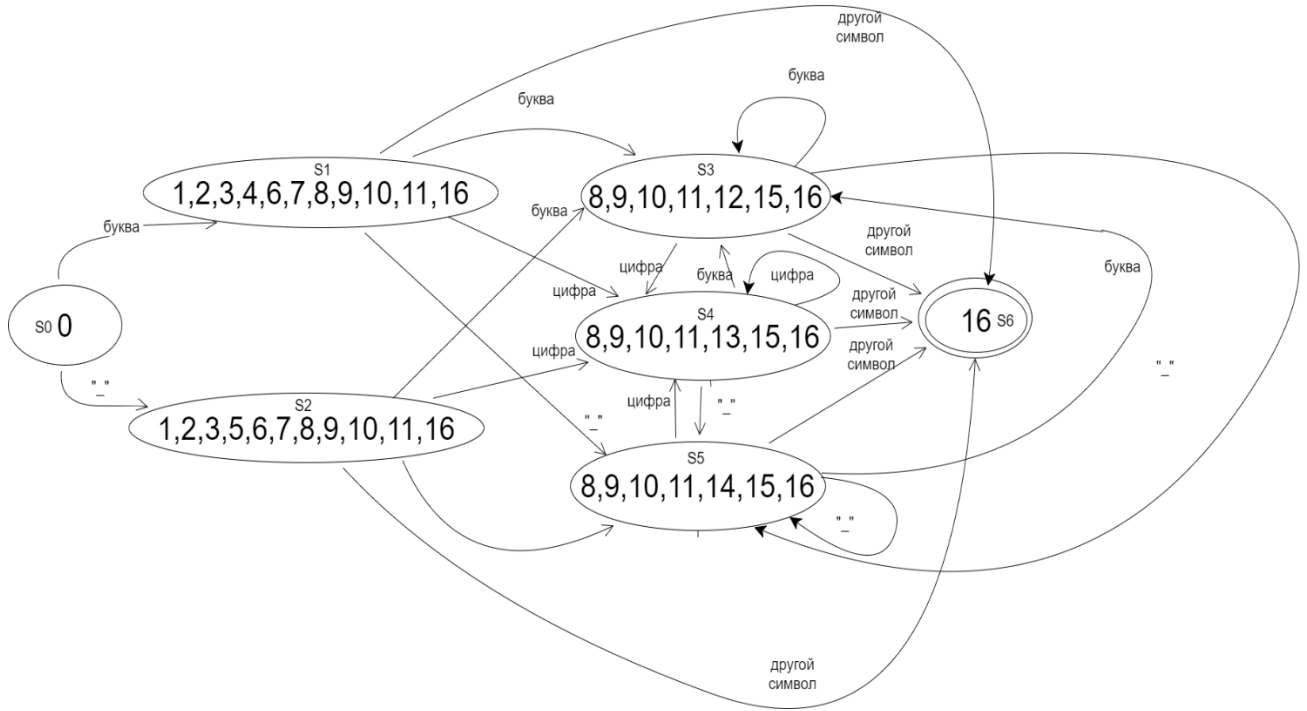 другой
символ
буква
буква
S1
1,2,3,4,6,7,8,9,10,11,16
S3
8,9,10,11,12,15,16
буква
буква
другой
символ
цифра
буква
цифра
буква
цифра
S0 0
S4
8,9,10,11,13,15,16
другой
символ
16 S6
цифра
другой
символ
"_"
"_"
S2
1,2,3,5,6,7,8,9,10,11,16
цифра
"_"
"_"
S5
8,9,10,11,14,15,16
"_"
другой
символ